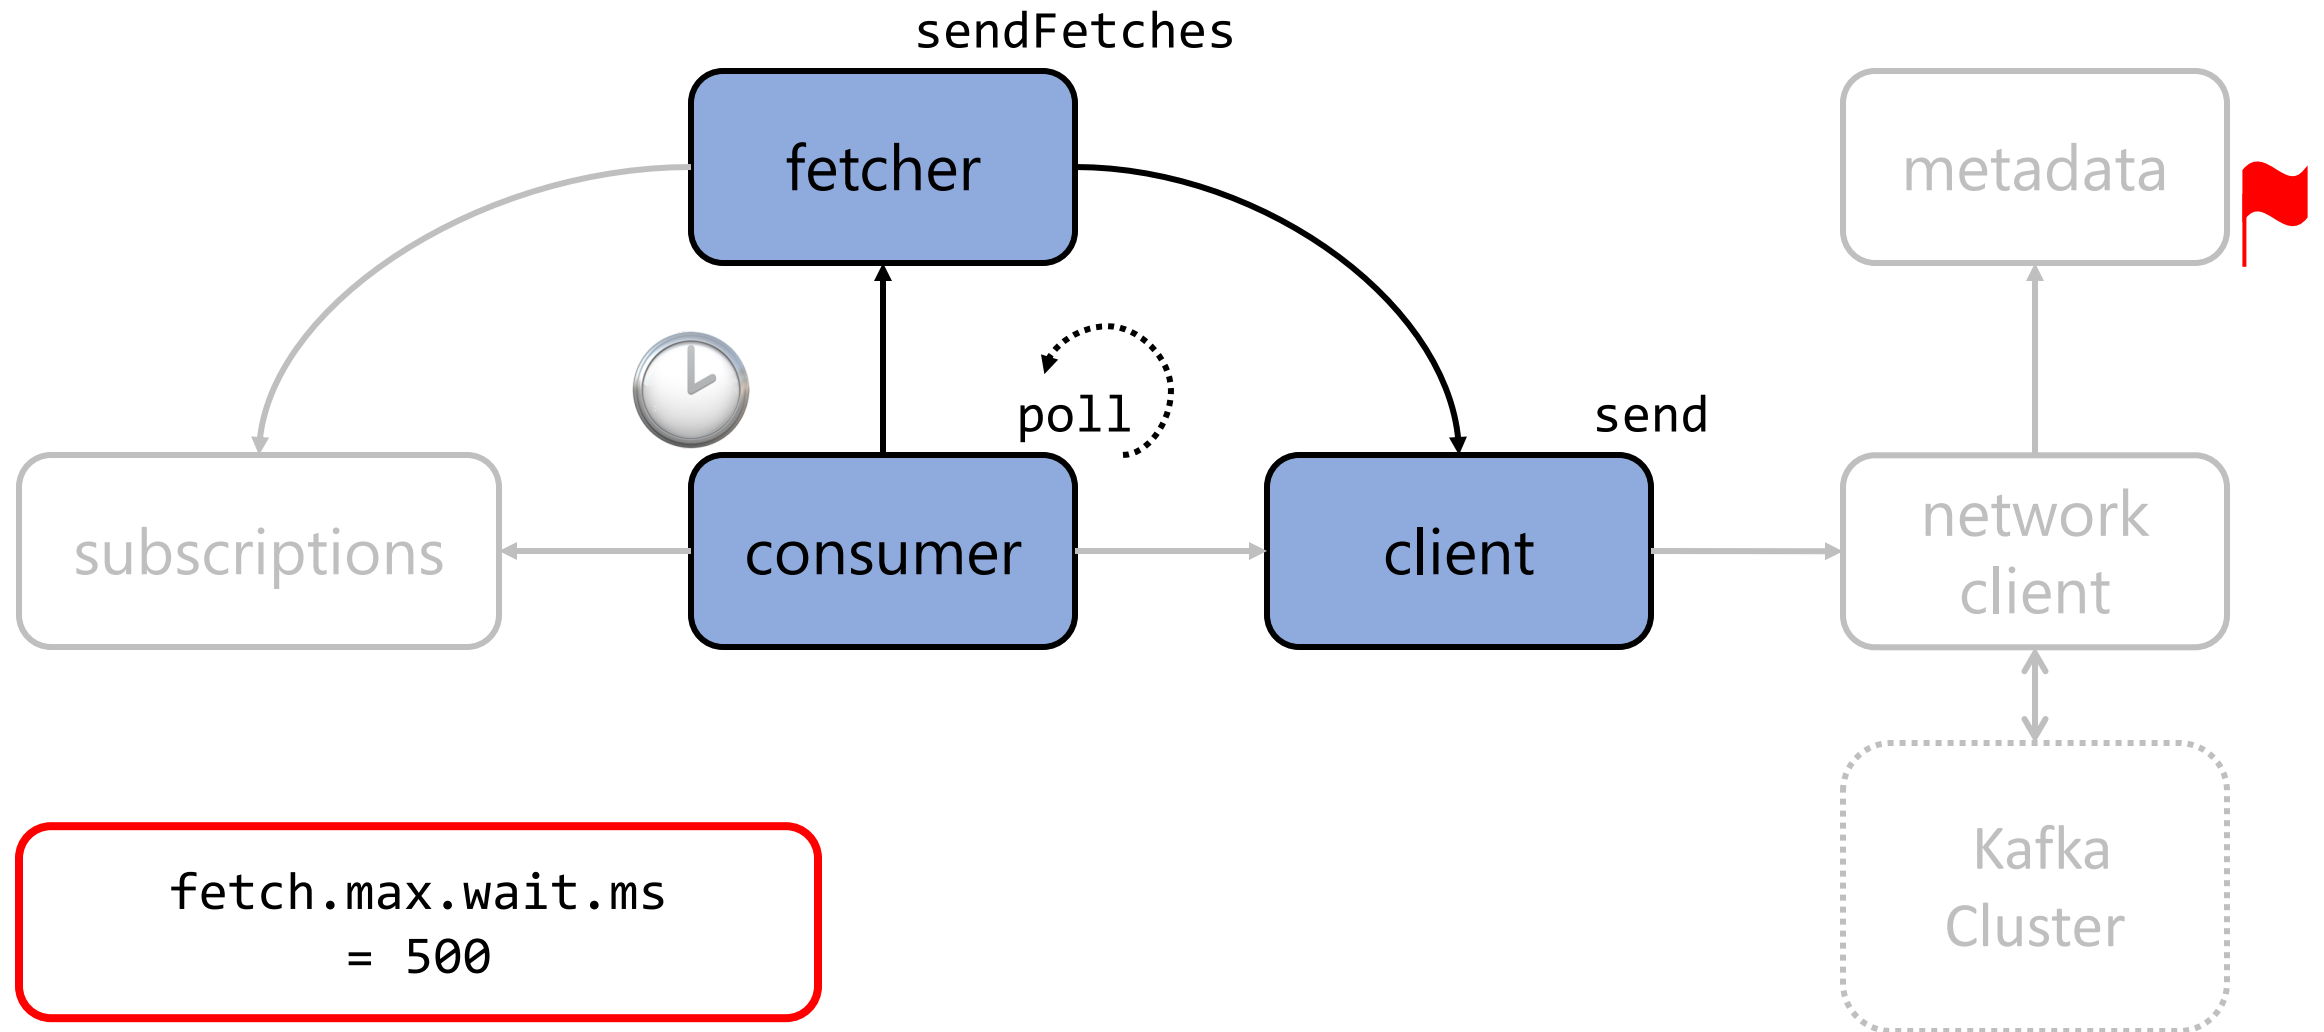 sendFetches
fetcher
metadata
poll
send
subscriptions
consumer
client
network
client
fetch.max.wait.ms
= 500
Kafka
Cluster